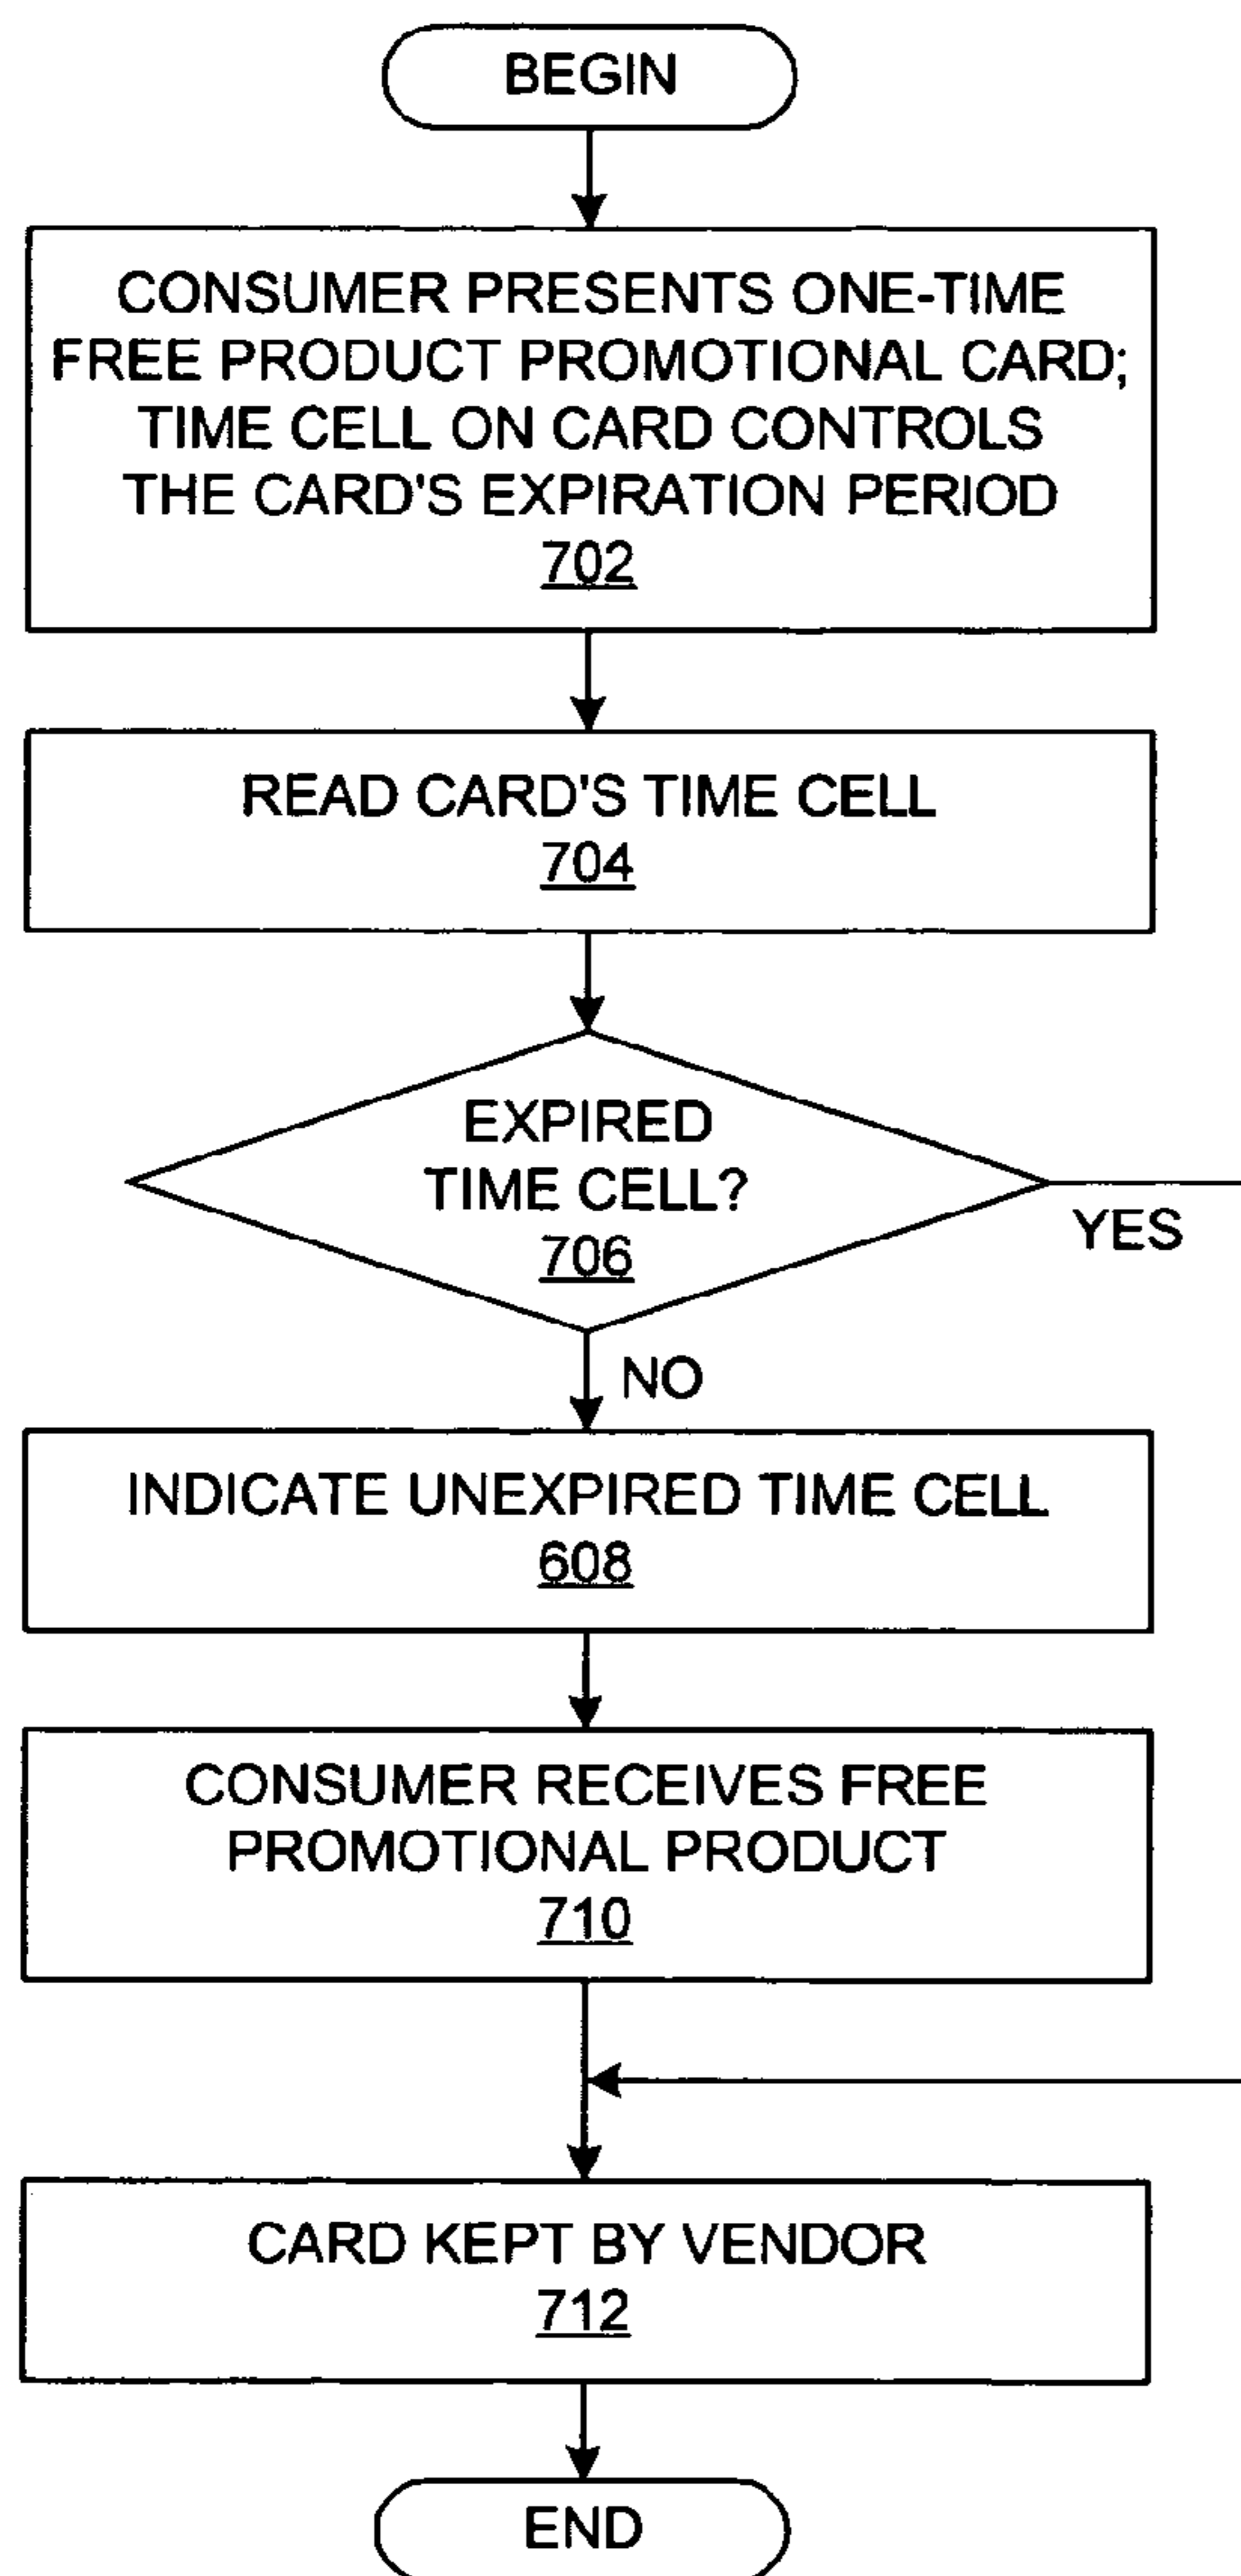 BEGIN
CONSUMER PRESENTS ONE-TIME
FREE PRODUCT PROMOTIONAL CARD;
TIME CELL ON CARD CONTROLS
THE CARD'S EXPIRATION PERIOD
702
READ CARD'S TIME CELL
704
EXPIRED
TIME CELL?
706
YES
NO
INDICATE UNEXPIRED TIME CELL
608
CONSUMER RECEIVES FREE
PROMOTIONAL PRODUCT
710
CARD KEPT BY VENDOR
712
END